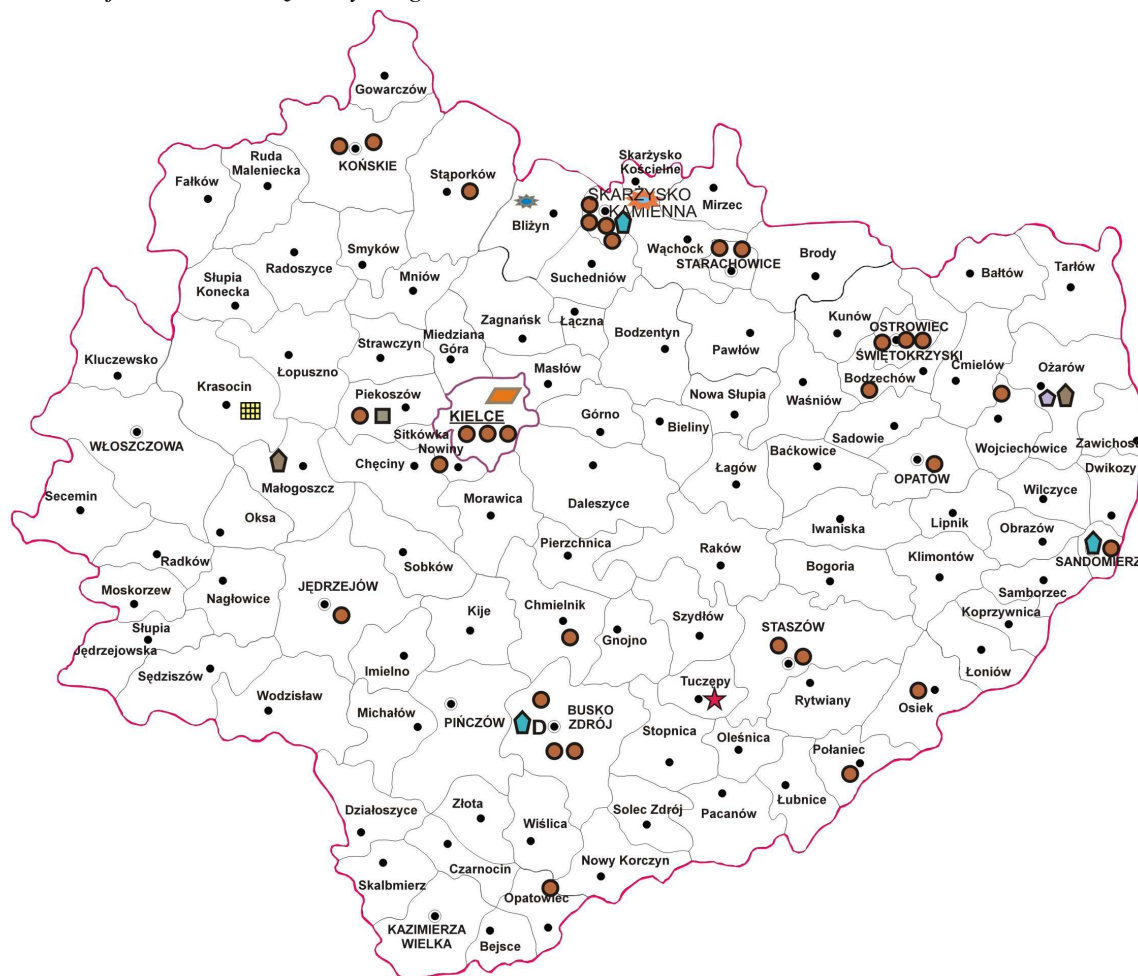 Gowarczów
KOŃSKIE
Ruda
Maleniecka
Fałków
Stąporków
Skarżysko
Kościelne
SKARŻYSKO
KAMIENNA
Mirzec
Bliżyn
Smyków
Radoszyce
Słupia
Konecka
Mniów
Suchedniów
Wąchock
STARACHOWICE
Brody
Bałtów
Tarłów
Zagnańsk
Łączna
Bodzentyn
Miedziana
Góra
Strawczyn
Kluczewsko
Łopuszno
Krasocin
Pawłów
Kunów
OSTROWIEC
ŚWIĘTOKRZYSKI
Ćmielów
Ożarów
Masłów
Piekoszów
KIELCE
Górno
Nowa Słupia
Waśniów
Bodzechów
WŁOSZCZOWA
Sitkówka
Nowiny
Chęciny
Bieliny
Sadowie
Wojciechowice
Zawichost
Małogoszcz
Łagów
Baćkowice
OPATÓW
Dwikozy
Secemin
Oksa
Morawica
Daleszyce
Wilczyce
Iwaniska
Lipnik
Obrazów
Radków
Sobków
Pierzchnica
Raków
Bogoria
Klimontów
SANDOMIERZ
Moskorzew
Nagłowice
JĘDRZEJÓW
Kije
Chmielnik
Samborzec
Koprzywnica
Słupia
Jędrzejowska
Gnojno
Szydłów
STASZÓW
Sędziszów
Imielno
Łoniów
Wodzisław
Michałów
PIŃCZÓW
D
BUSKO
ZDRÓJ
Tuczępy
Rytwiany
Osiek
Stopnica
Oleśnica
Połaniec
Działoszyce
Złota
Wiślica
Solec Zdrój
Pacanów
Łubnice
Czarnocin
Skalbmierz
Nowy Korczyn
Opatowiec
KAZIMIERZA
WIELKA
Bejsce